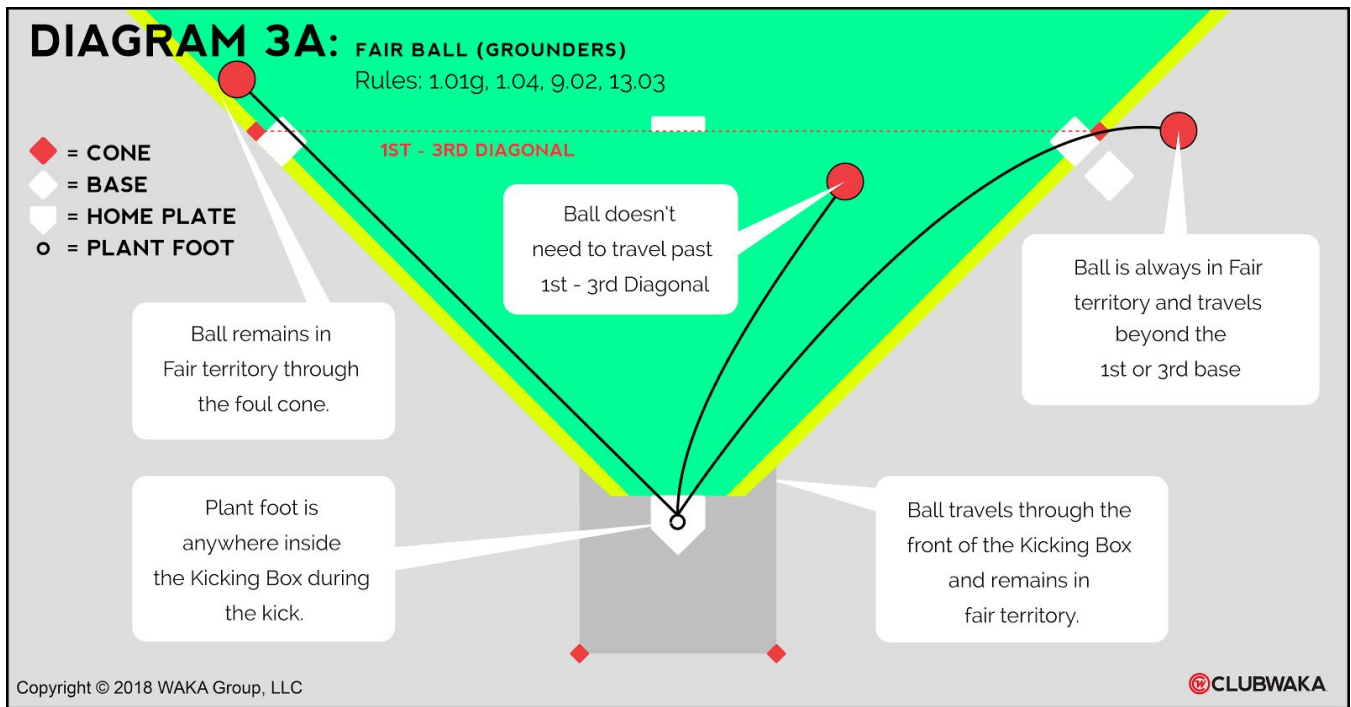 DIAGRAM 3A: FAIR BALL (GROUNDERS)
Rules: 1.01g, 1.04, 9.02, 13.03
= CONE
= BASE
= HOME PLATE
= PLANT FOOT
1ST - 3RD DIAGONAL
Ball doesn't
need to travel past
1st - 3rd Diagonal
Ball is always in Fair
territory and travels
beyond the
1st or 3rd base
Ball remains in
Fair territory through
the foul cone.
Plant foot is
anywhere inside
the Kicking Box during
the kick.
Ball travels through the
front of the Kicking Box
and remains in
fair territory.
Copyright © 2018 WAKA Group, LLC
CLUBWAKA